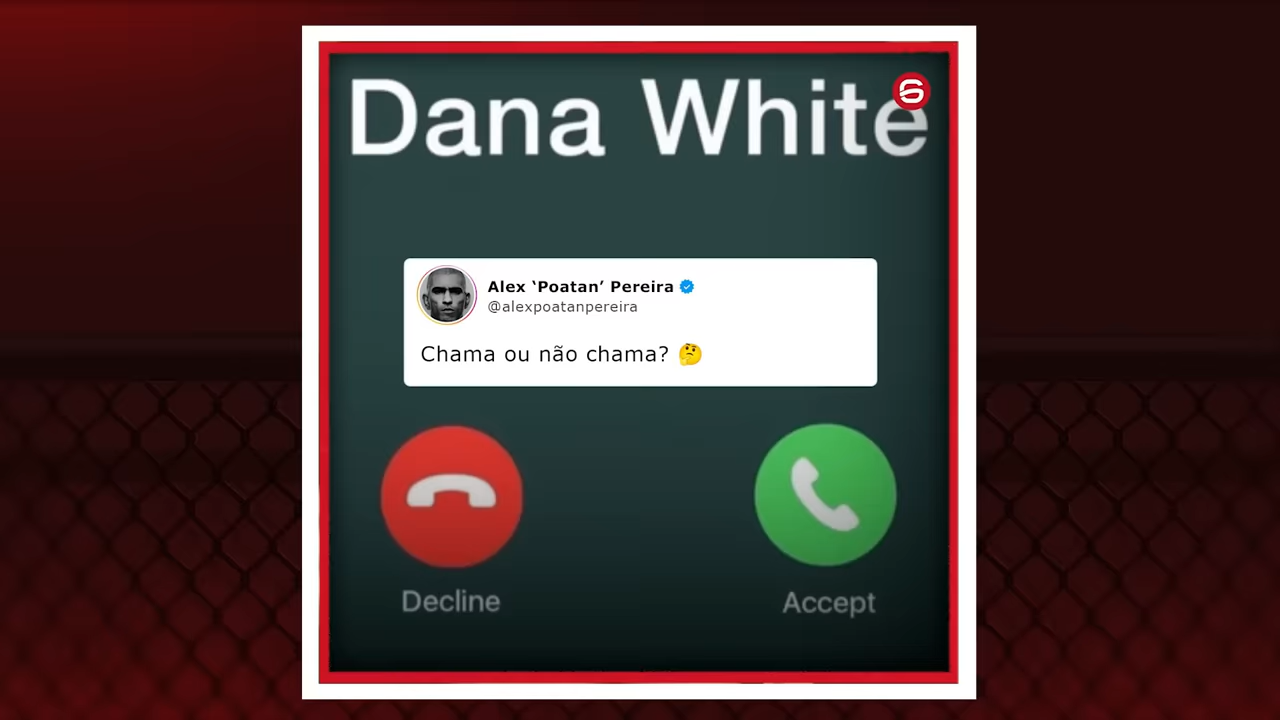 Dana White
Alex ‘Poatan’ Pereira
@alexpoatanpereira
Chama ou não chama? 🤔
Decline
Accept